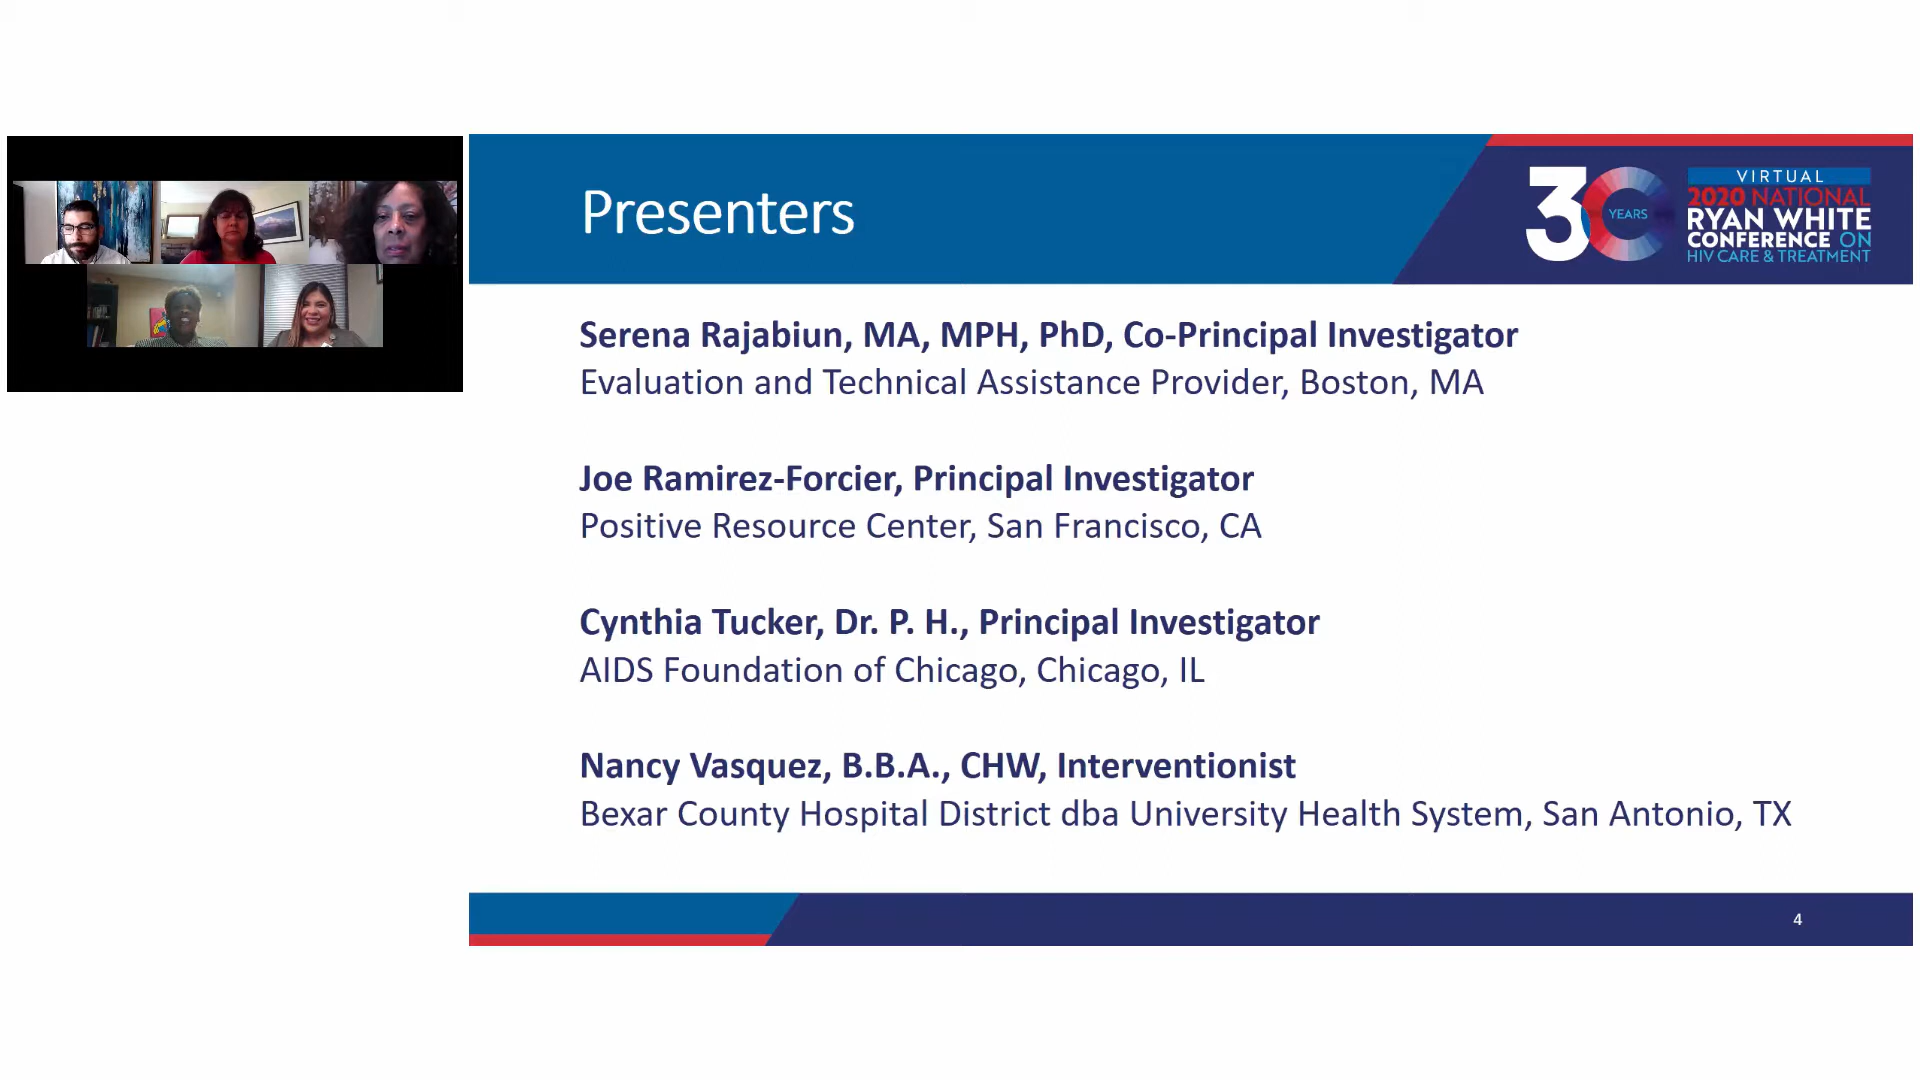 Presenters
30 YEARS
VIRTUAL
2020 NATIONAL
RYAN WHITE
CONFERENCE ON
HIV CARE & TREATMENT
Serena Rajabiun, MA, MPH, PhD, Co-Principal Investigator
Evaluation and Technical Assistance Provider, Boston, MA
Joe Ramirez-Forcier, Principal Investigator
Positive Resource Center, San Francisco, CA
Cynthia Tucker, Dr. P. H., Principal Investigator
AIDS Foundation of Chicago, Chicago, IL
Nancy Vasquez, B.B.A., CHW, Interventionist
Bexar County Hospital District dba University Health System, San Antonio, TX
4